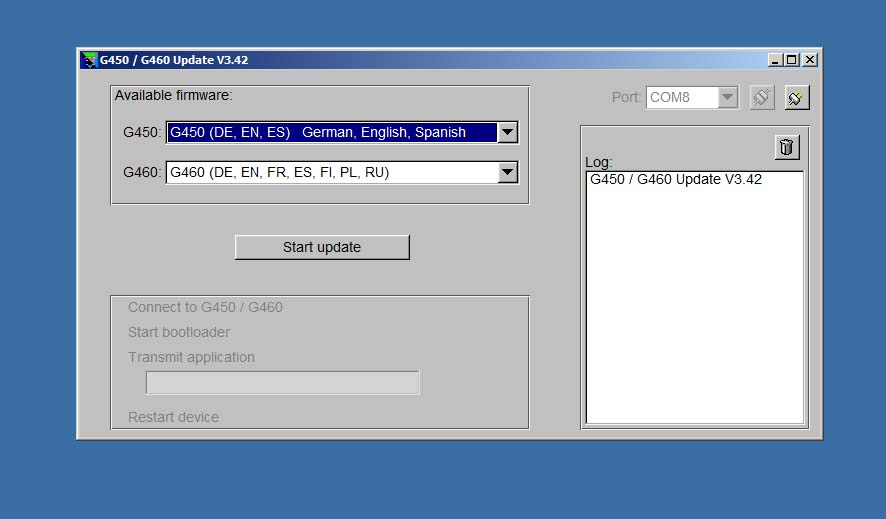 G450 / G460 Update V3.42
Available firmware:
G450: G450 (DE, EN, ES)   German, English, Spanish
G460: G460 (DE, EN, FR, ES, FI, PL, RU)
Start update
Connect to G450 / G460
Start bootloader
Transmit application
Restart device
Port: COM8
Log:
G450 / G460 Update V3.42